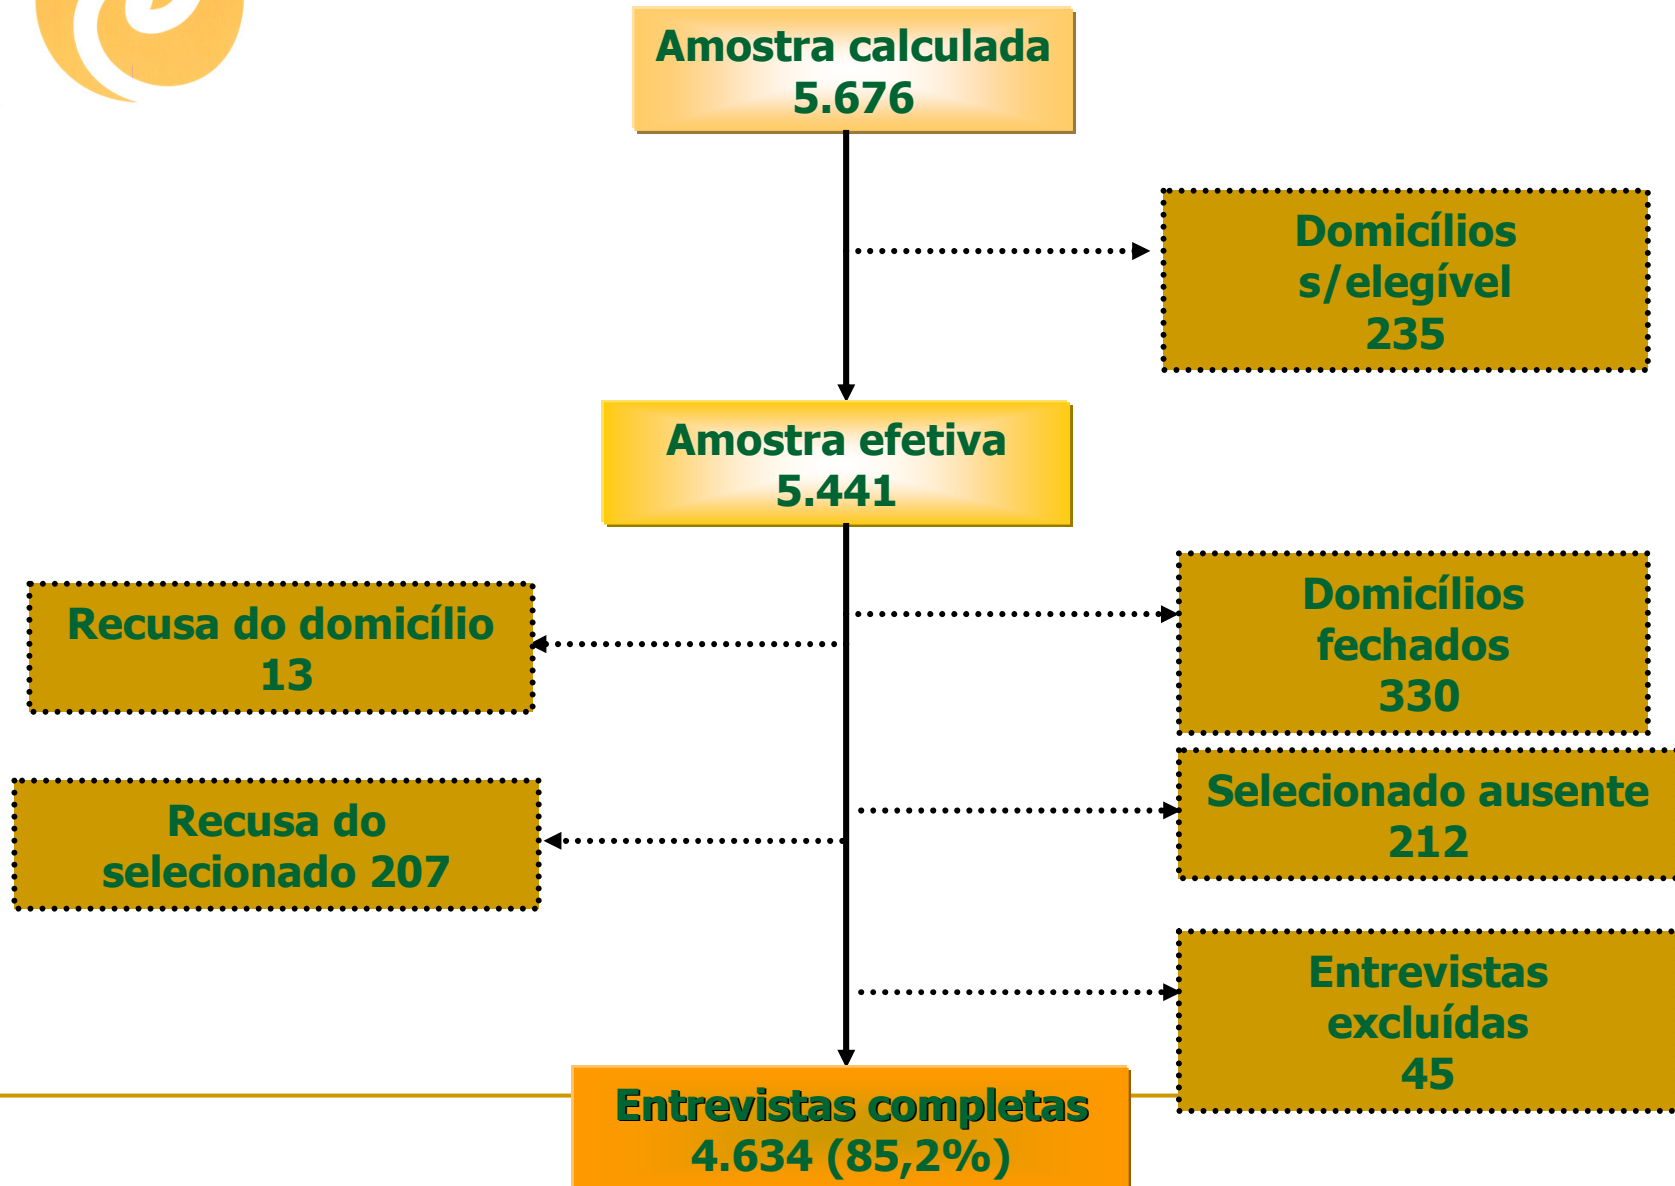 Amostra calculada
5.676
Domicílios
s/elegível
235
Amostra efetiva
5.441
Recusa do domicílio
13
Domicílios
fechados
330
Selecionado ausente
212
Recusa do
selecionado 207
Entrevistas
excluídas
45
Entrevistas completas
4.634 (85,2%)